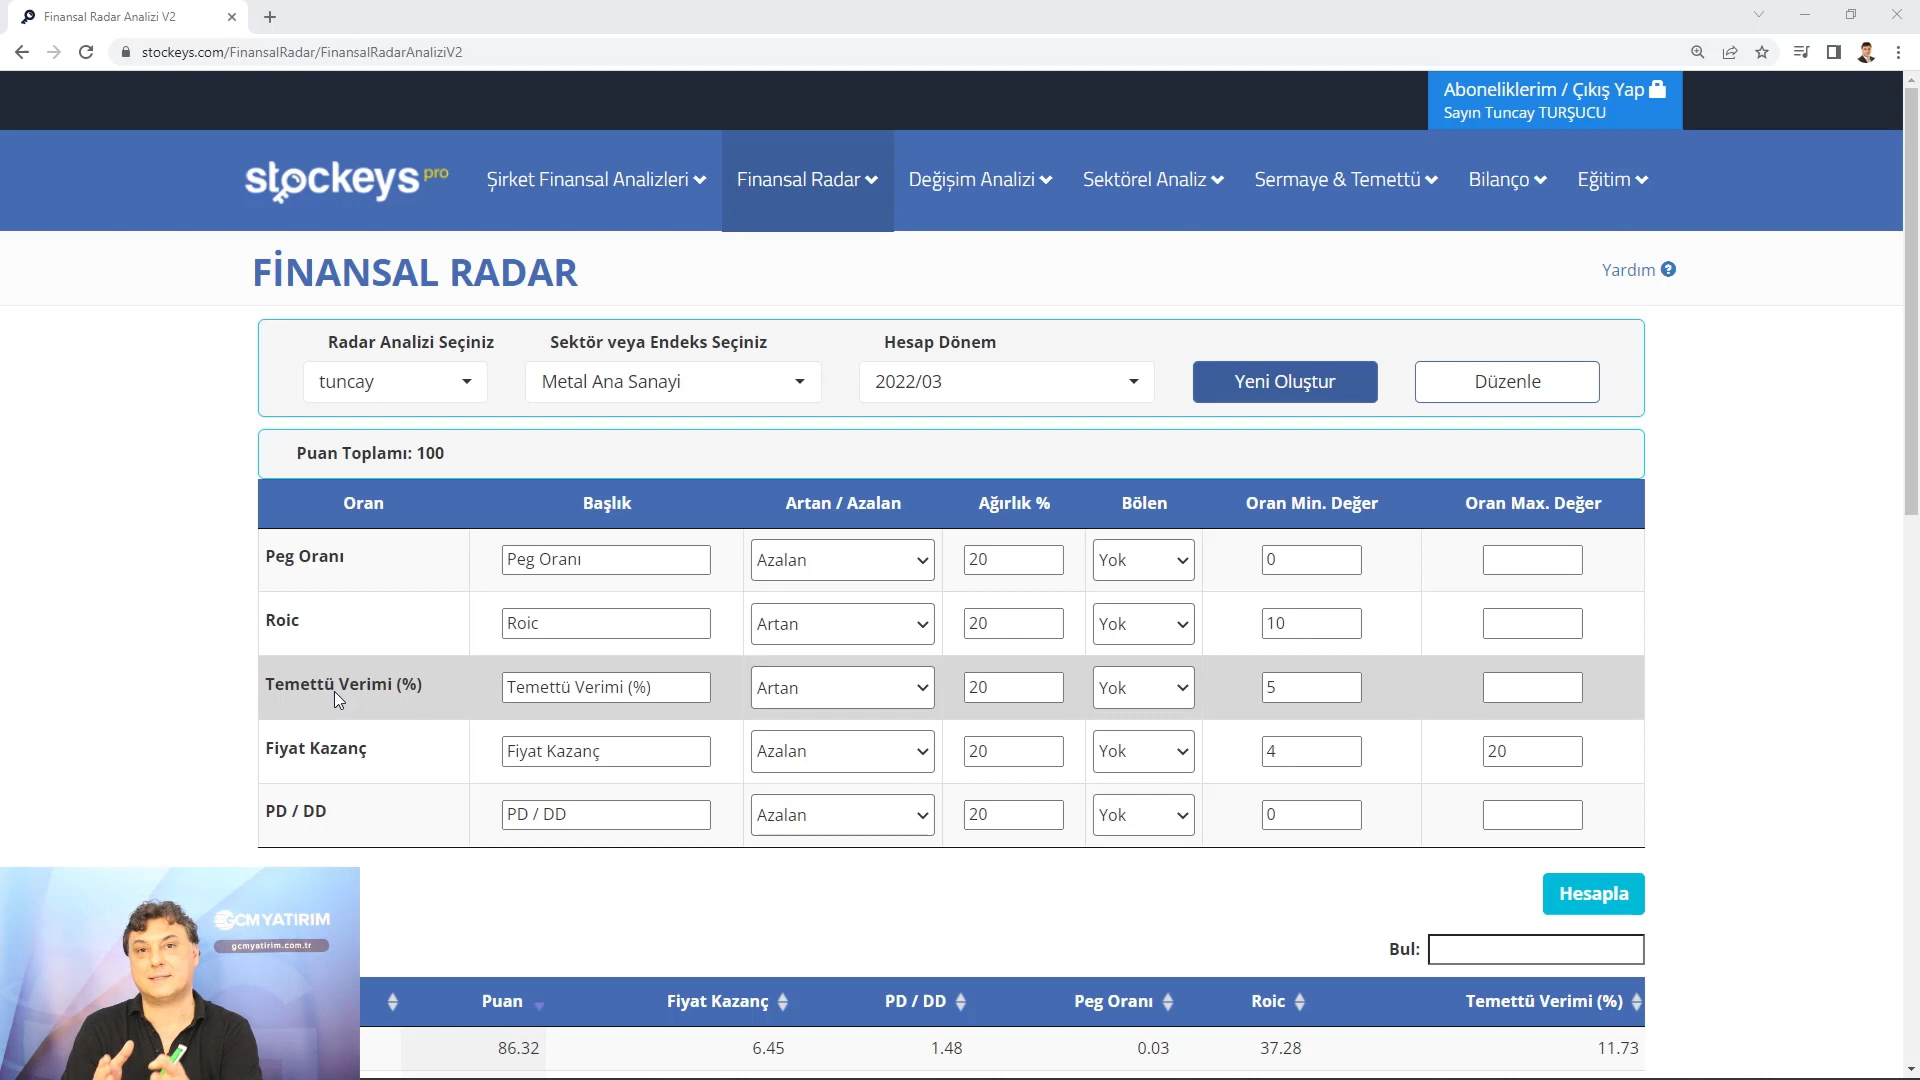 Finansal Radar Analizi V2
stockeys.com/FinansalRadar/FinansalRadarAnaliziV2
Aboneliklerim / Çıkış Yap
Sayın Tuncay TURŞUCU
stockeys pro
Şirket Finansal Analizleri
Finansal Radar
Değişim Analizi
Sektörel Analiz
Sermaye & Temettü
Bilanço
Eğitim
FİNANSAL RADAR
Yardım ?
Radar Analizi Seçiniz
Sektör veya Endeks Seçiniz
Hesap Dönem
tuncay
Metal Ana Sanayi
2022/03
Yeni Oluştur
Düzenle
Puan Toplamı: 100
Oran Başlık Artan / Azalan Ağırlık % Bölen Oran Min. Değer Oran Max. Değer
Peg Oranı Peg Oranı Azalan 20 Yok 0
Roic Roic Artan 20 Yok 10
Temettü Verimi (%) Temettü Verimi (%) Artan 20 Yok 5
Fiyat Kazanç Fiyat Kazanç Azalan 20 Yok 4 20
PD / DD PD / DD Azalan 20 Yok 0
Hesapla
GCM YATIRIM
gcmyatirim.com.tr
Bul:
Puan Fiyat Kazanç PD / DD Peg Oranı Roic Temettü Verimi (%)
86.32 6.45 1.48 0.03 37.28 11.73